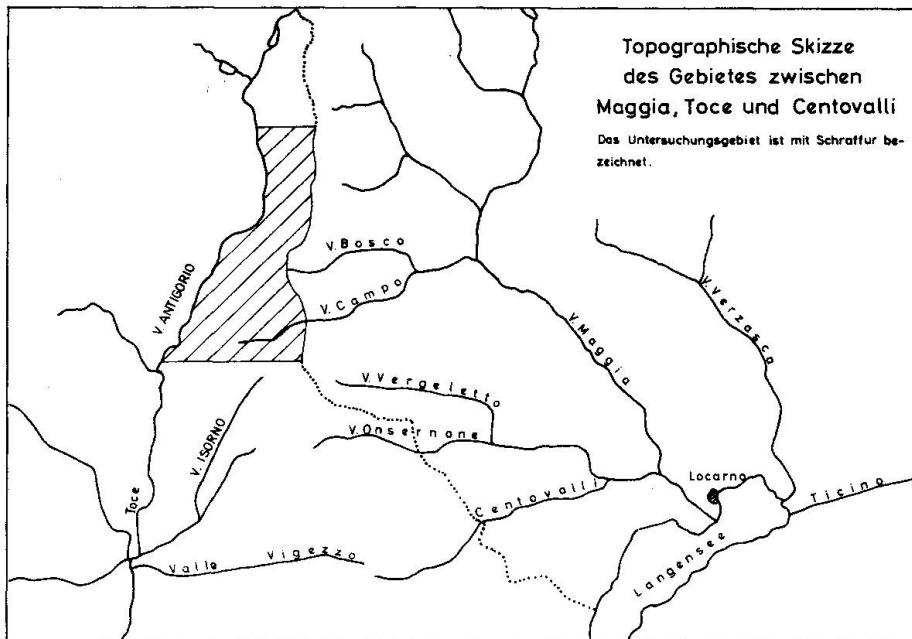 Topographische Skizze
des Gebietes zwischen
Maggia, Toce und Centovalli
Das Untersuchungsgebiet ist mit Schraffur be-
zeichnet.
V. Bosco
V. ANTIGORIO
V. Campo
V. Verzasca
V. Maggia
V. Vergeletto
V. Onsernone
V. ISORNO
Locarno
Toce
Centovalli
Ticino
Langensee
Valle Vigezzo